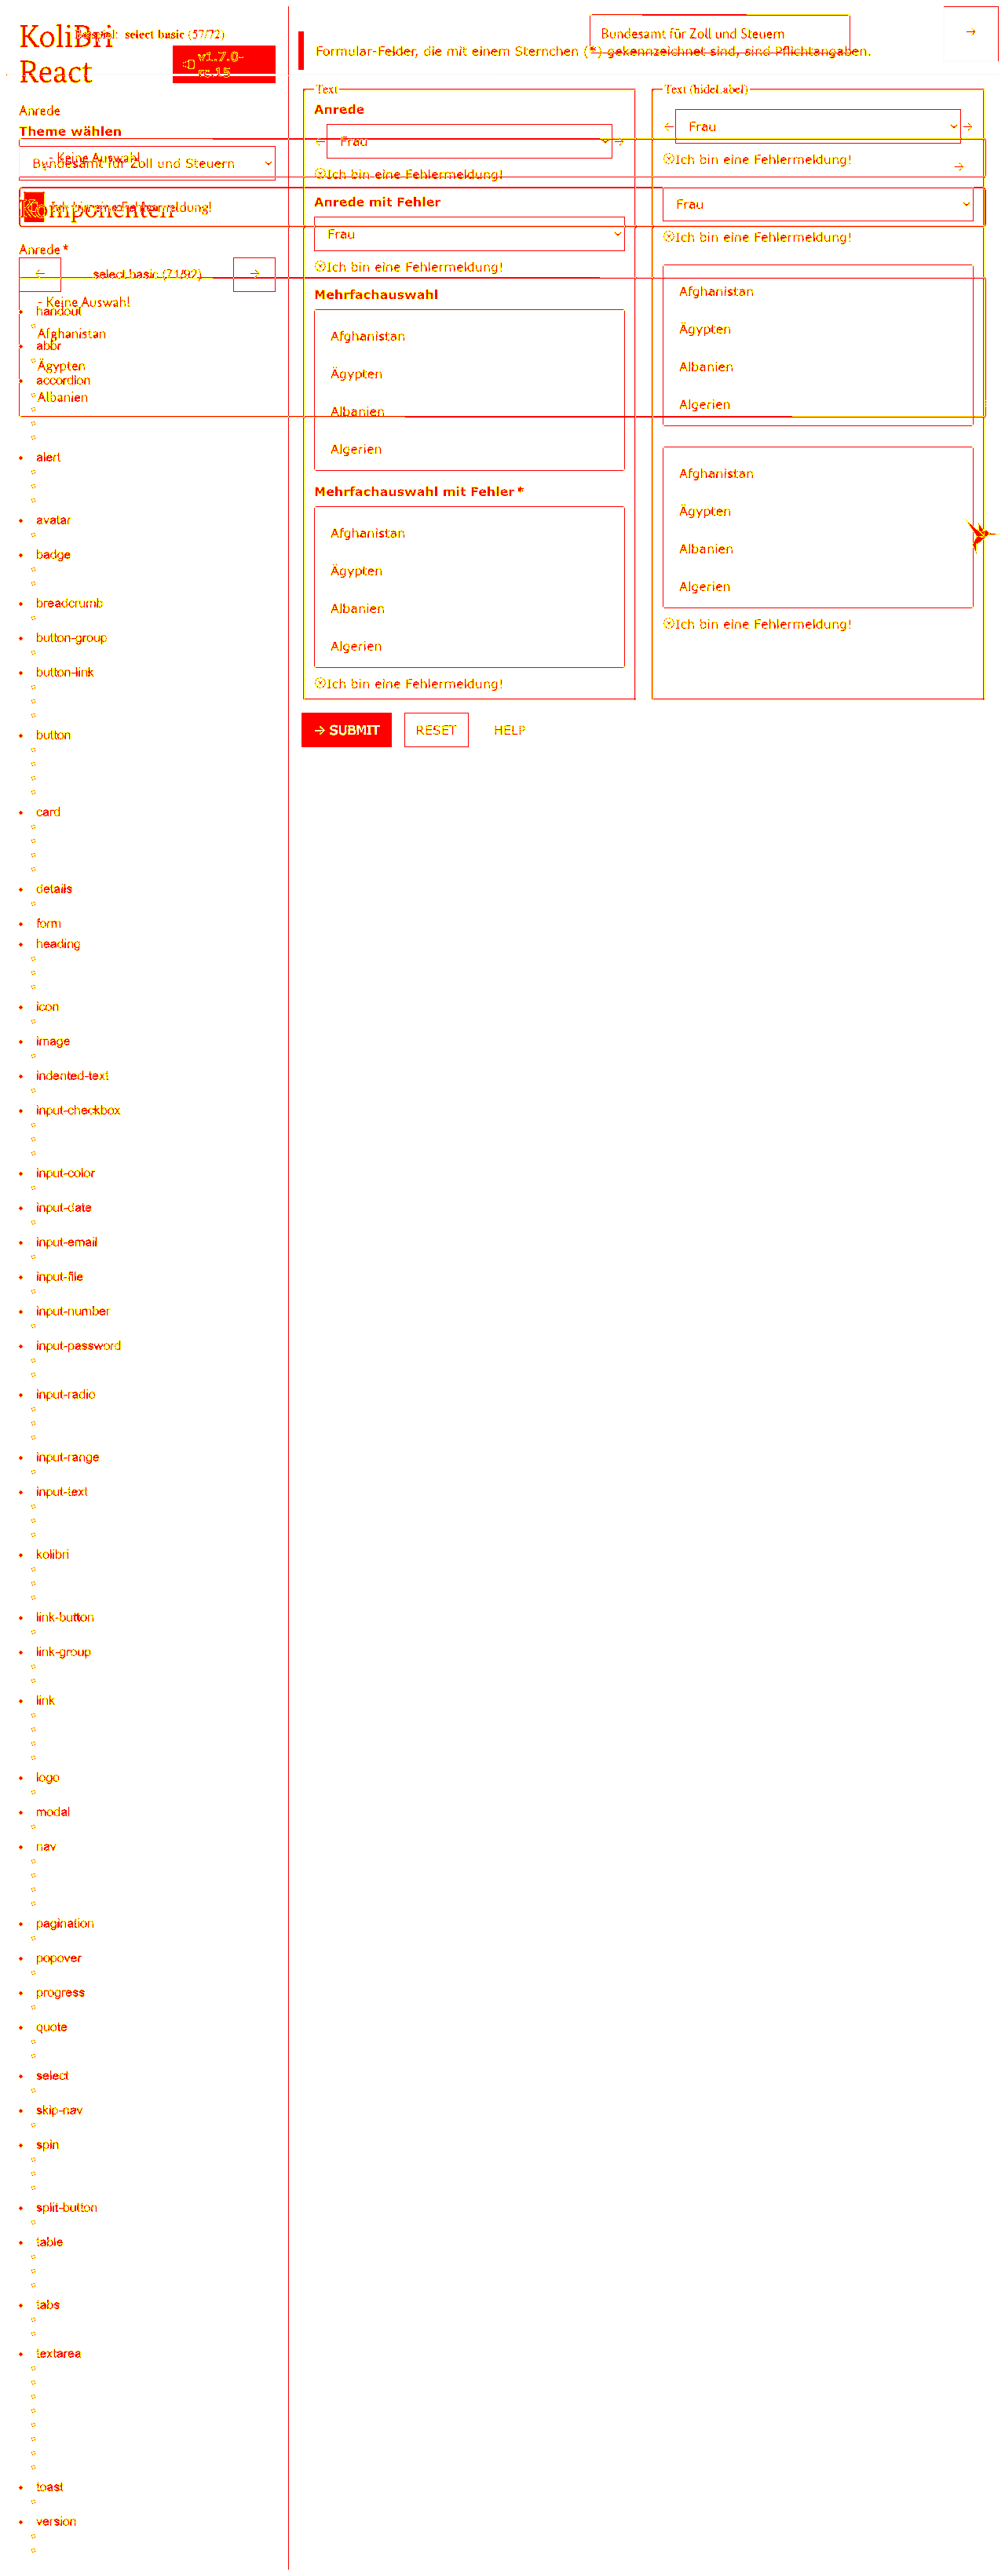 KoliBri
React
Beispiel: select basic (57/72)
v1.7.0-
rc.15
Bundesamt für Zoll und Steuern
→
Formular-Felder, die mit einem Sternchen (*) gekennzeichnet sind, sind Pflichtangaben.
Anrede
Theme wählen
- Keine Auswahl
Bundesamt für Zoll und Steuern
Komponenten
Ich bin eine Fehlermeldung!
Anrede *
← select basic (71/92) →
- Keine Auswahl
handout
Afghanistan
abbr
Ägypten
accordion
Albanien
alert
avatar
badge
breadcrumb
button-group
button-link
button
card
details
form
heading
icon
image
indented-text
input-checkbox
input-color
input-date
input-email
input-file
input-number
input-password
input-radio
input-range
input-text
kolibri
link-button
link-group
link
logo
modal
nav
pagination
popover
progress
quote
select
skip-nav
spin
split-button
table
tabs
textarea
toast
version
Text
Anrede
← Frau →
Ich bin eine Fehlermeldung!
Anrede mit Fehler
Frau
Ich bin eine Fehlermeldung!
Mehrfachauswahl
Afghanistan
Ägypten
Albanien
Algerien
Mehrfachauswahl mit Fehler *
Afghanistan
Ägypten
Albanien
Algerien
Ich bin eine Fehlermeldung!
Text (hideLabel)
← Frau →
Ich bin eine Fehlermeldung!
→
Frau
Ich bin eine Fehlermeldung!
Afghanistan
Ägypten
Albanien
Algerien
Afghanistan
Ägypten
Albanien
Algerien
Ich bin eine Fehlermeldung!
→ SUBMIT
RESET
HELP